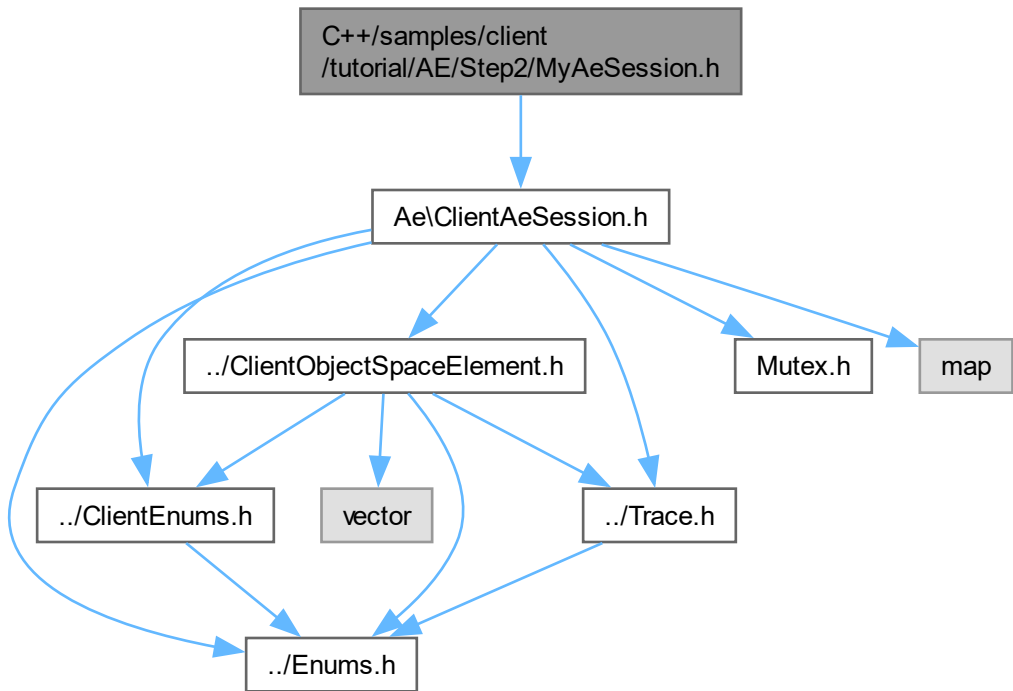 C++/samples/client
/tutorial/AE/Step2/MyAeSession.h
Ae\ClientAeSession.h
../ClientObjectSpaceElement.h
Mutex.h
map
../ClientEnums.h
vector
../Trace.h
../Enums.h